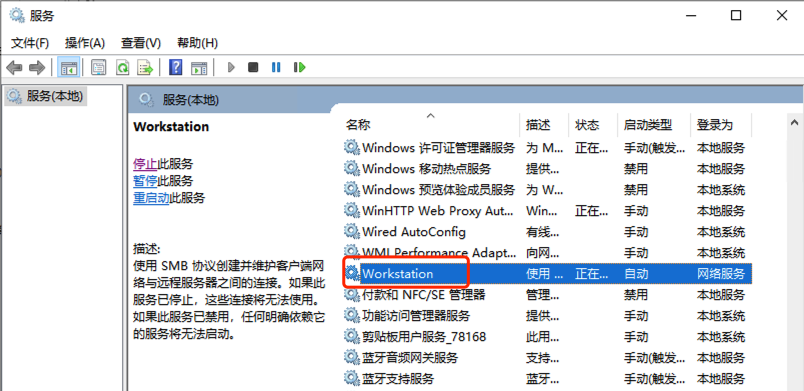 服务
文件(F) 操作(A) 查看(V) 帮助(H)
服务(本地)
服务(本地)
Workstation
停止此服务
暂停此服务
重启动此服务
描述:
使用 SMB 协议创建并维护客户端网
络与远程服务器之间的连接。如果此
服务已停止，这些连接将无法使用。
如果此服务已禁用，任何明确依赖它
的服务将无法启动。
名称 描述 状态 启动类型 登录为
Windows 许可证管理器服务 为 M... 正在... 手动(触发... 本地服务
Windows 移动热点服务 提供... 禁用 本地服务
Windows 预览体验成员服务 为 W... 禁用 本地系统
WinHTTP Web Proxy Aut... Win... 正在... 手动 本地服务
Wired AutoConfig 有线... 手动 本地系统
WMI Performance Adapt... 向网... 手动 本地系统
Workstation 使用 ... 正在... 自动 网络服务
付款和 NFC/SE 管理器 管理... 禁用 本地服务
功能访问管理器服务 提供... 手动 本地系统
剪贴板用户服务_78168 此用... 手动 本地系统
蓝牙音频网关服务 支持... 手动(触发... 本地服务
蓝牙支持服务 蓝牙... 手动(触发... 本地服务